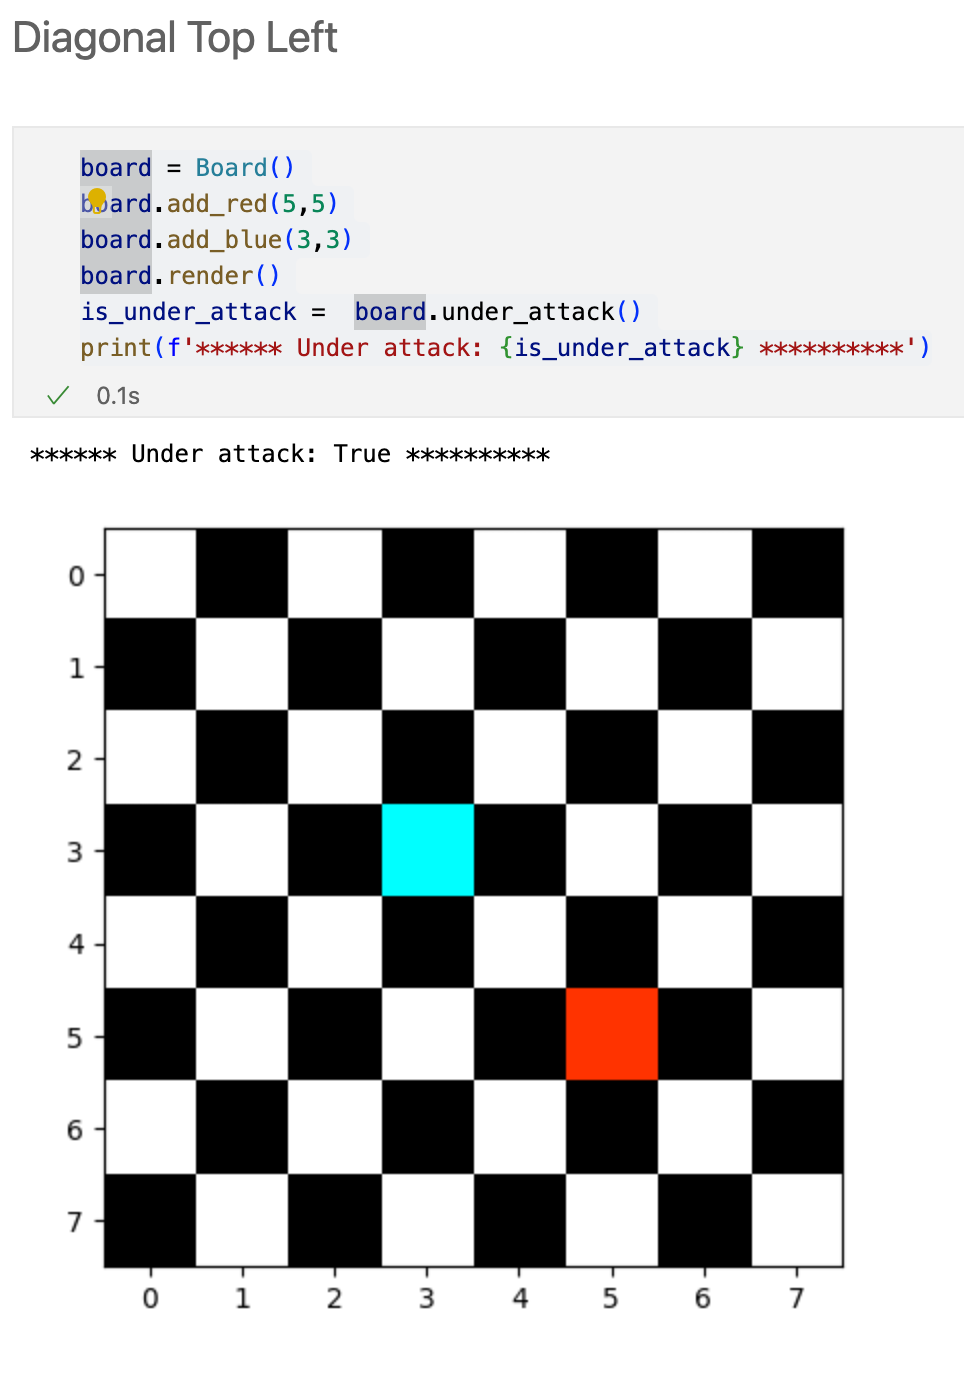 Diagonal Top Left
board = Board()
board.add_red(5,5)
board.add_blue(3,3)
board.render()
is_under_attack =  board.under_attack()
print(f'****** Under attack: {is_under_attack} **********')
0.1s
****** Under attack: True **********
0
1
2
3
4
5
6
7
0 1 2 3 4 5 6 7